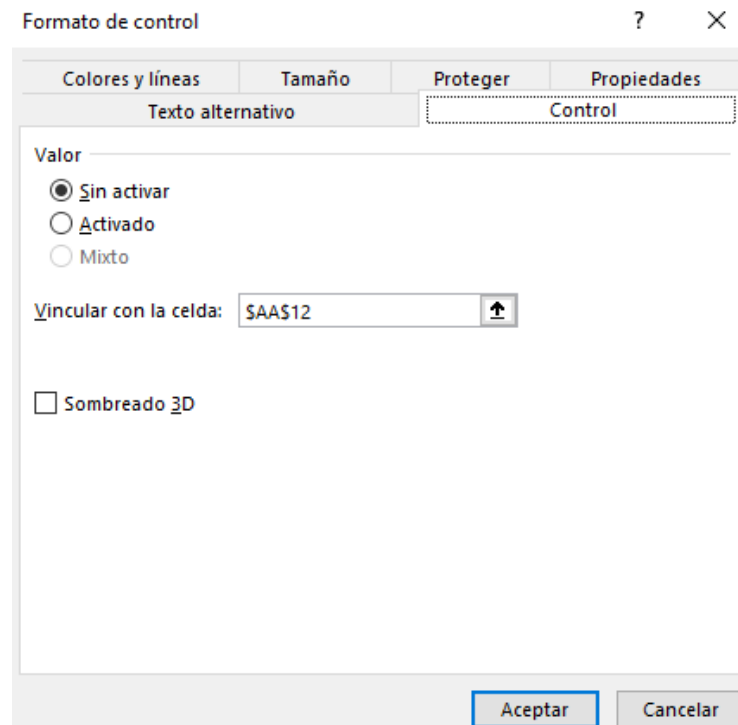 Formato de control ?
Colores y líneas Tamaño Proteger Propiedades
Texto alternativo Control
Valor
Sin activar
Activado
Mixto
Vincular con la celda: $AA$12
Sombreado 3D
Aceptar Cancelar